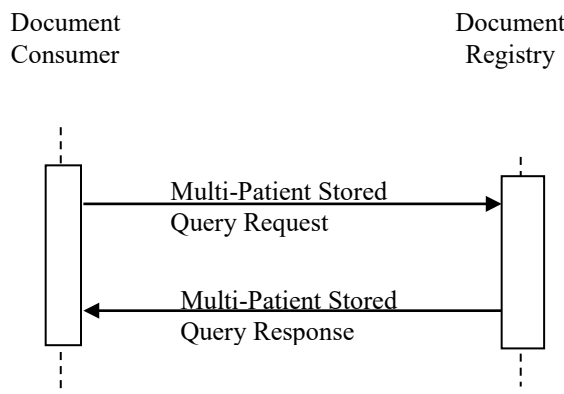 Document
Consumer
Document
Registry
Multi-Patient Stored
Query Request
Multi-Patient Stored
Query Response